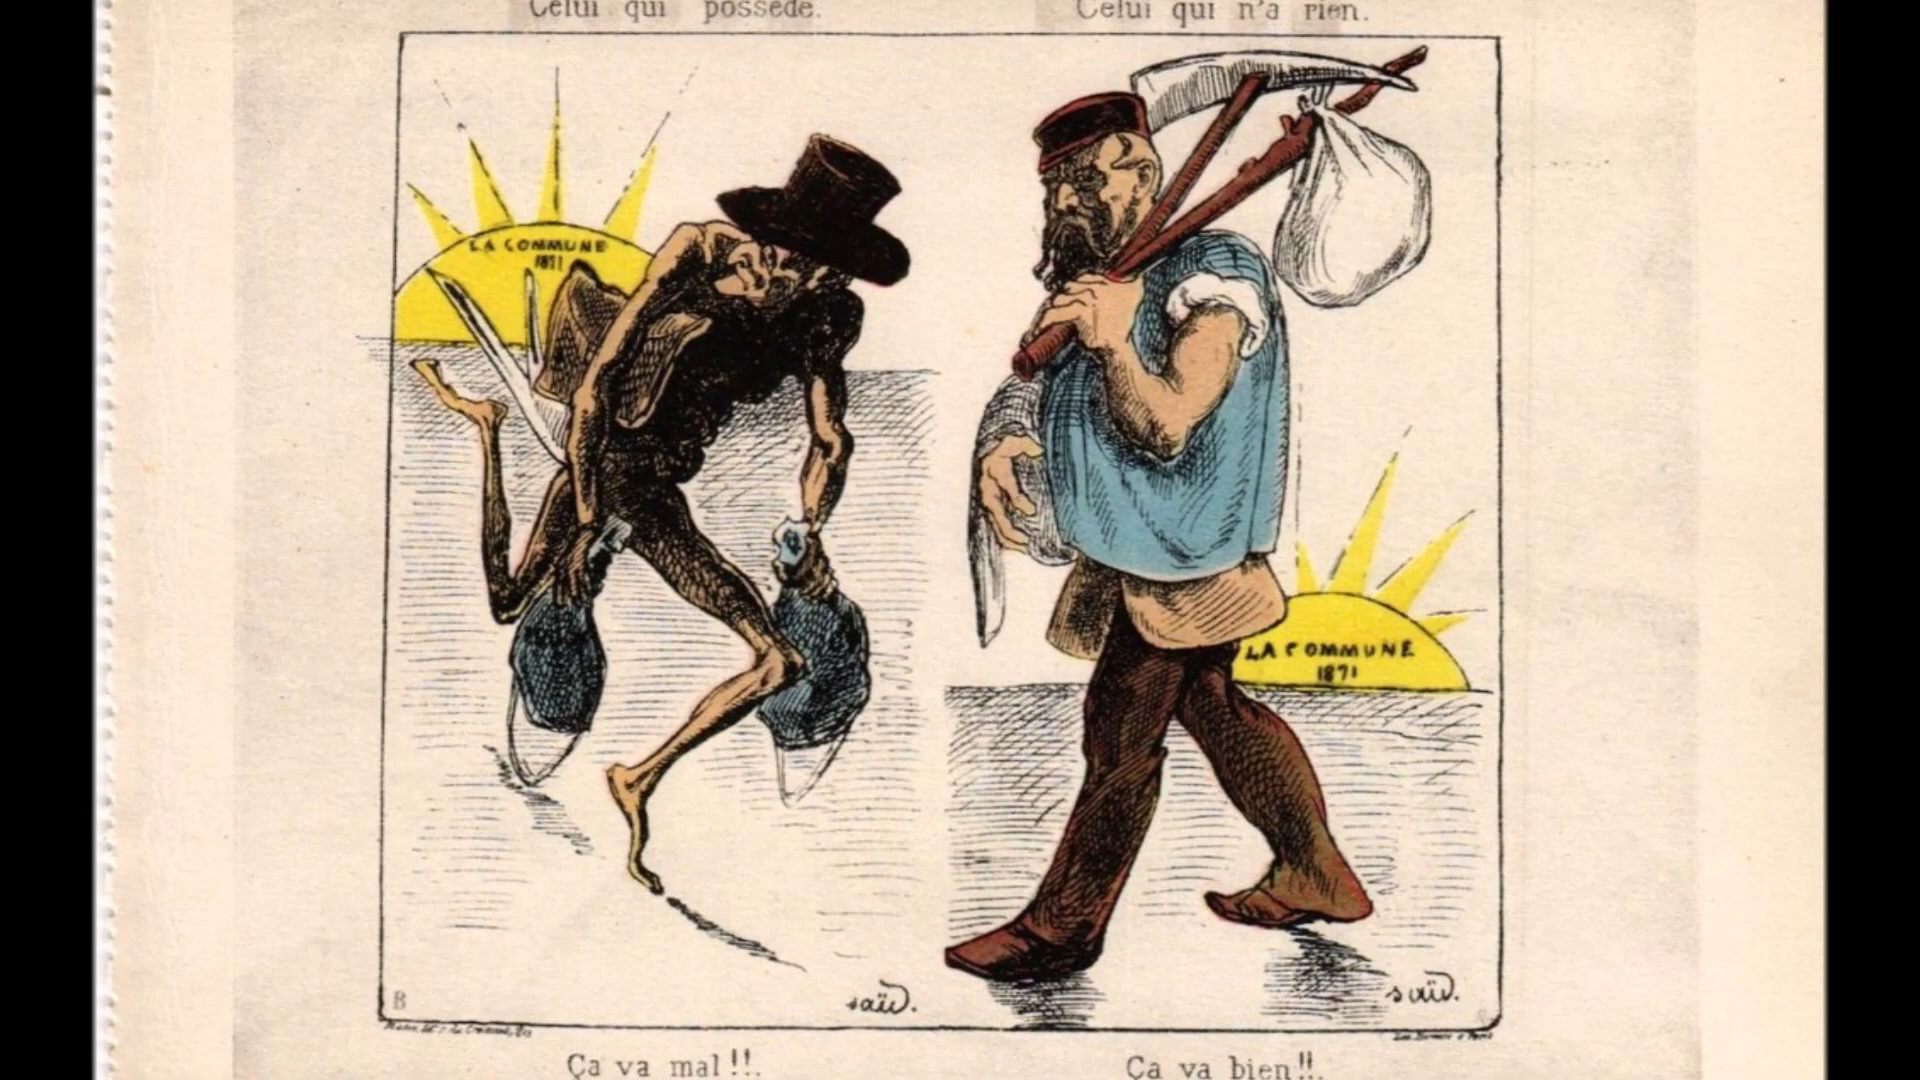 Celui qui possède.
Celui qui n'a rien.
LA COMMUNE
1871
LA COMMUNE
1871
B
saïd.
saïd.
Ça va mal!!.
Ça va bien!!.